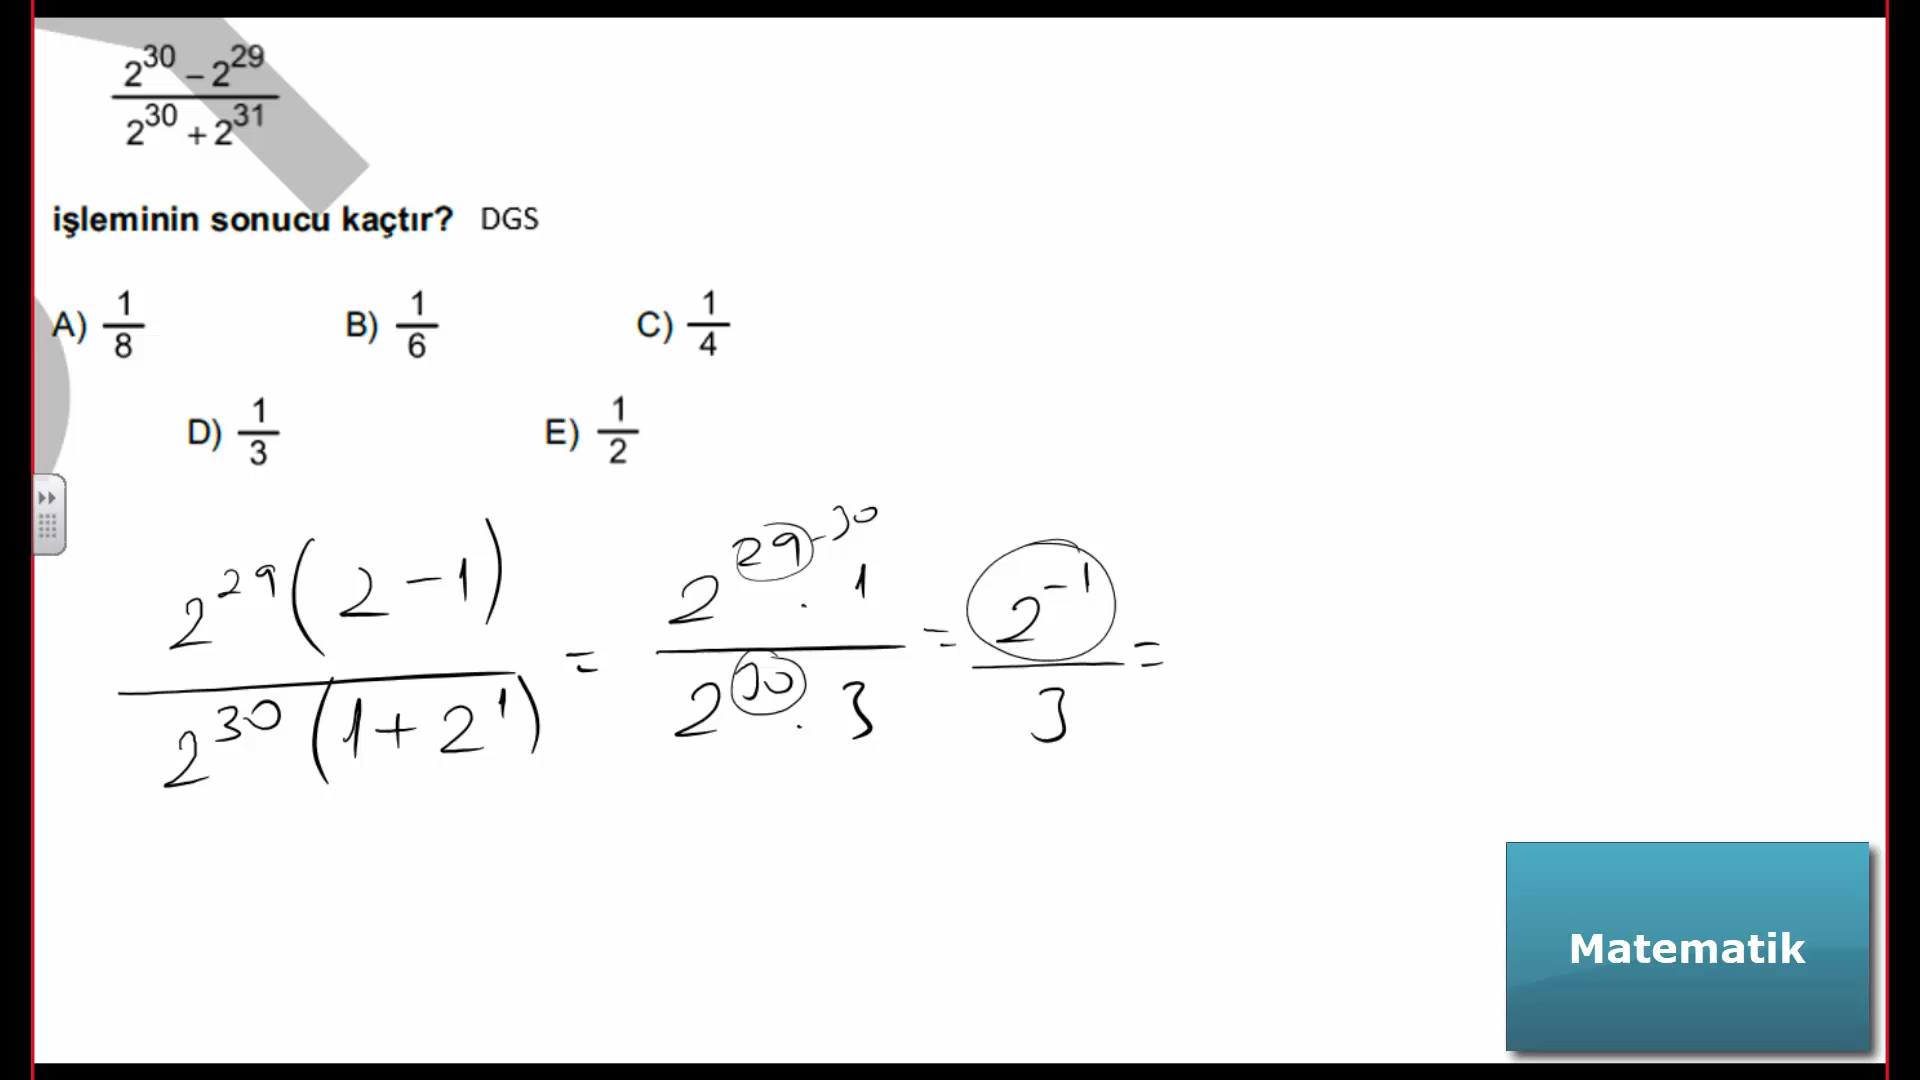 2^30 – 2^29
2^30 + 2^31
işleminin sonucu kaçtır? DGS
A) 1/8 B) 1/6 C) 1/4
D) 1/3 E) 1/2
2^29 (2 - 1) = 2^29-30 . 1 = 2^-1 =
2^30 (1 + 2^1) 2^30 . 3 3
Matematik